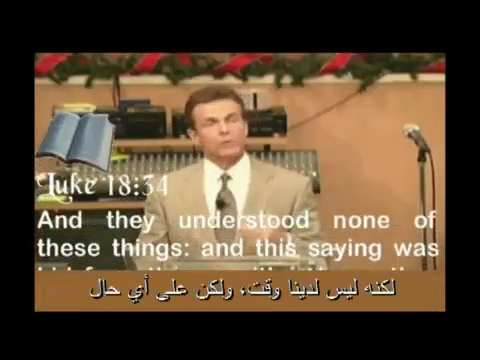 Luke 18:34
And they understood none of
these things: and this saying was
لكنه ليس لدينا وقت، ولكن على أي حال